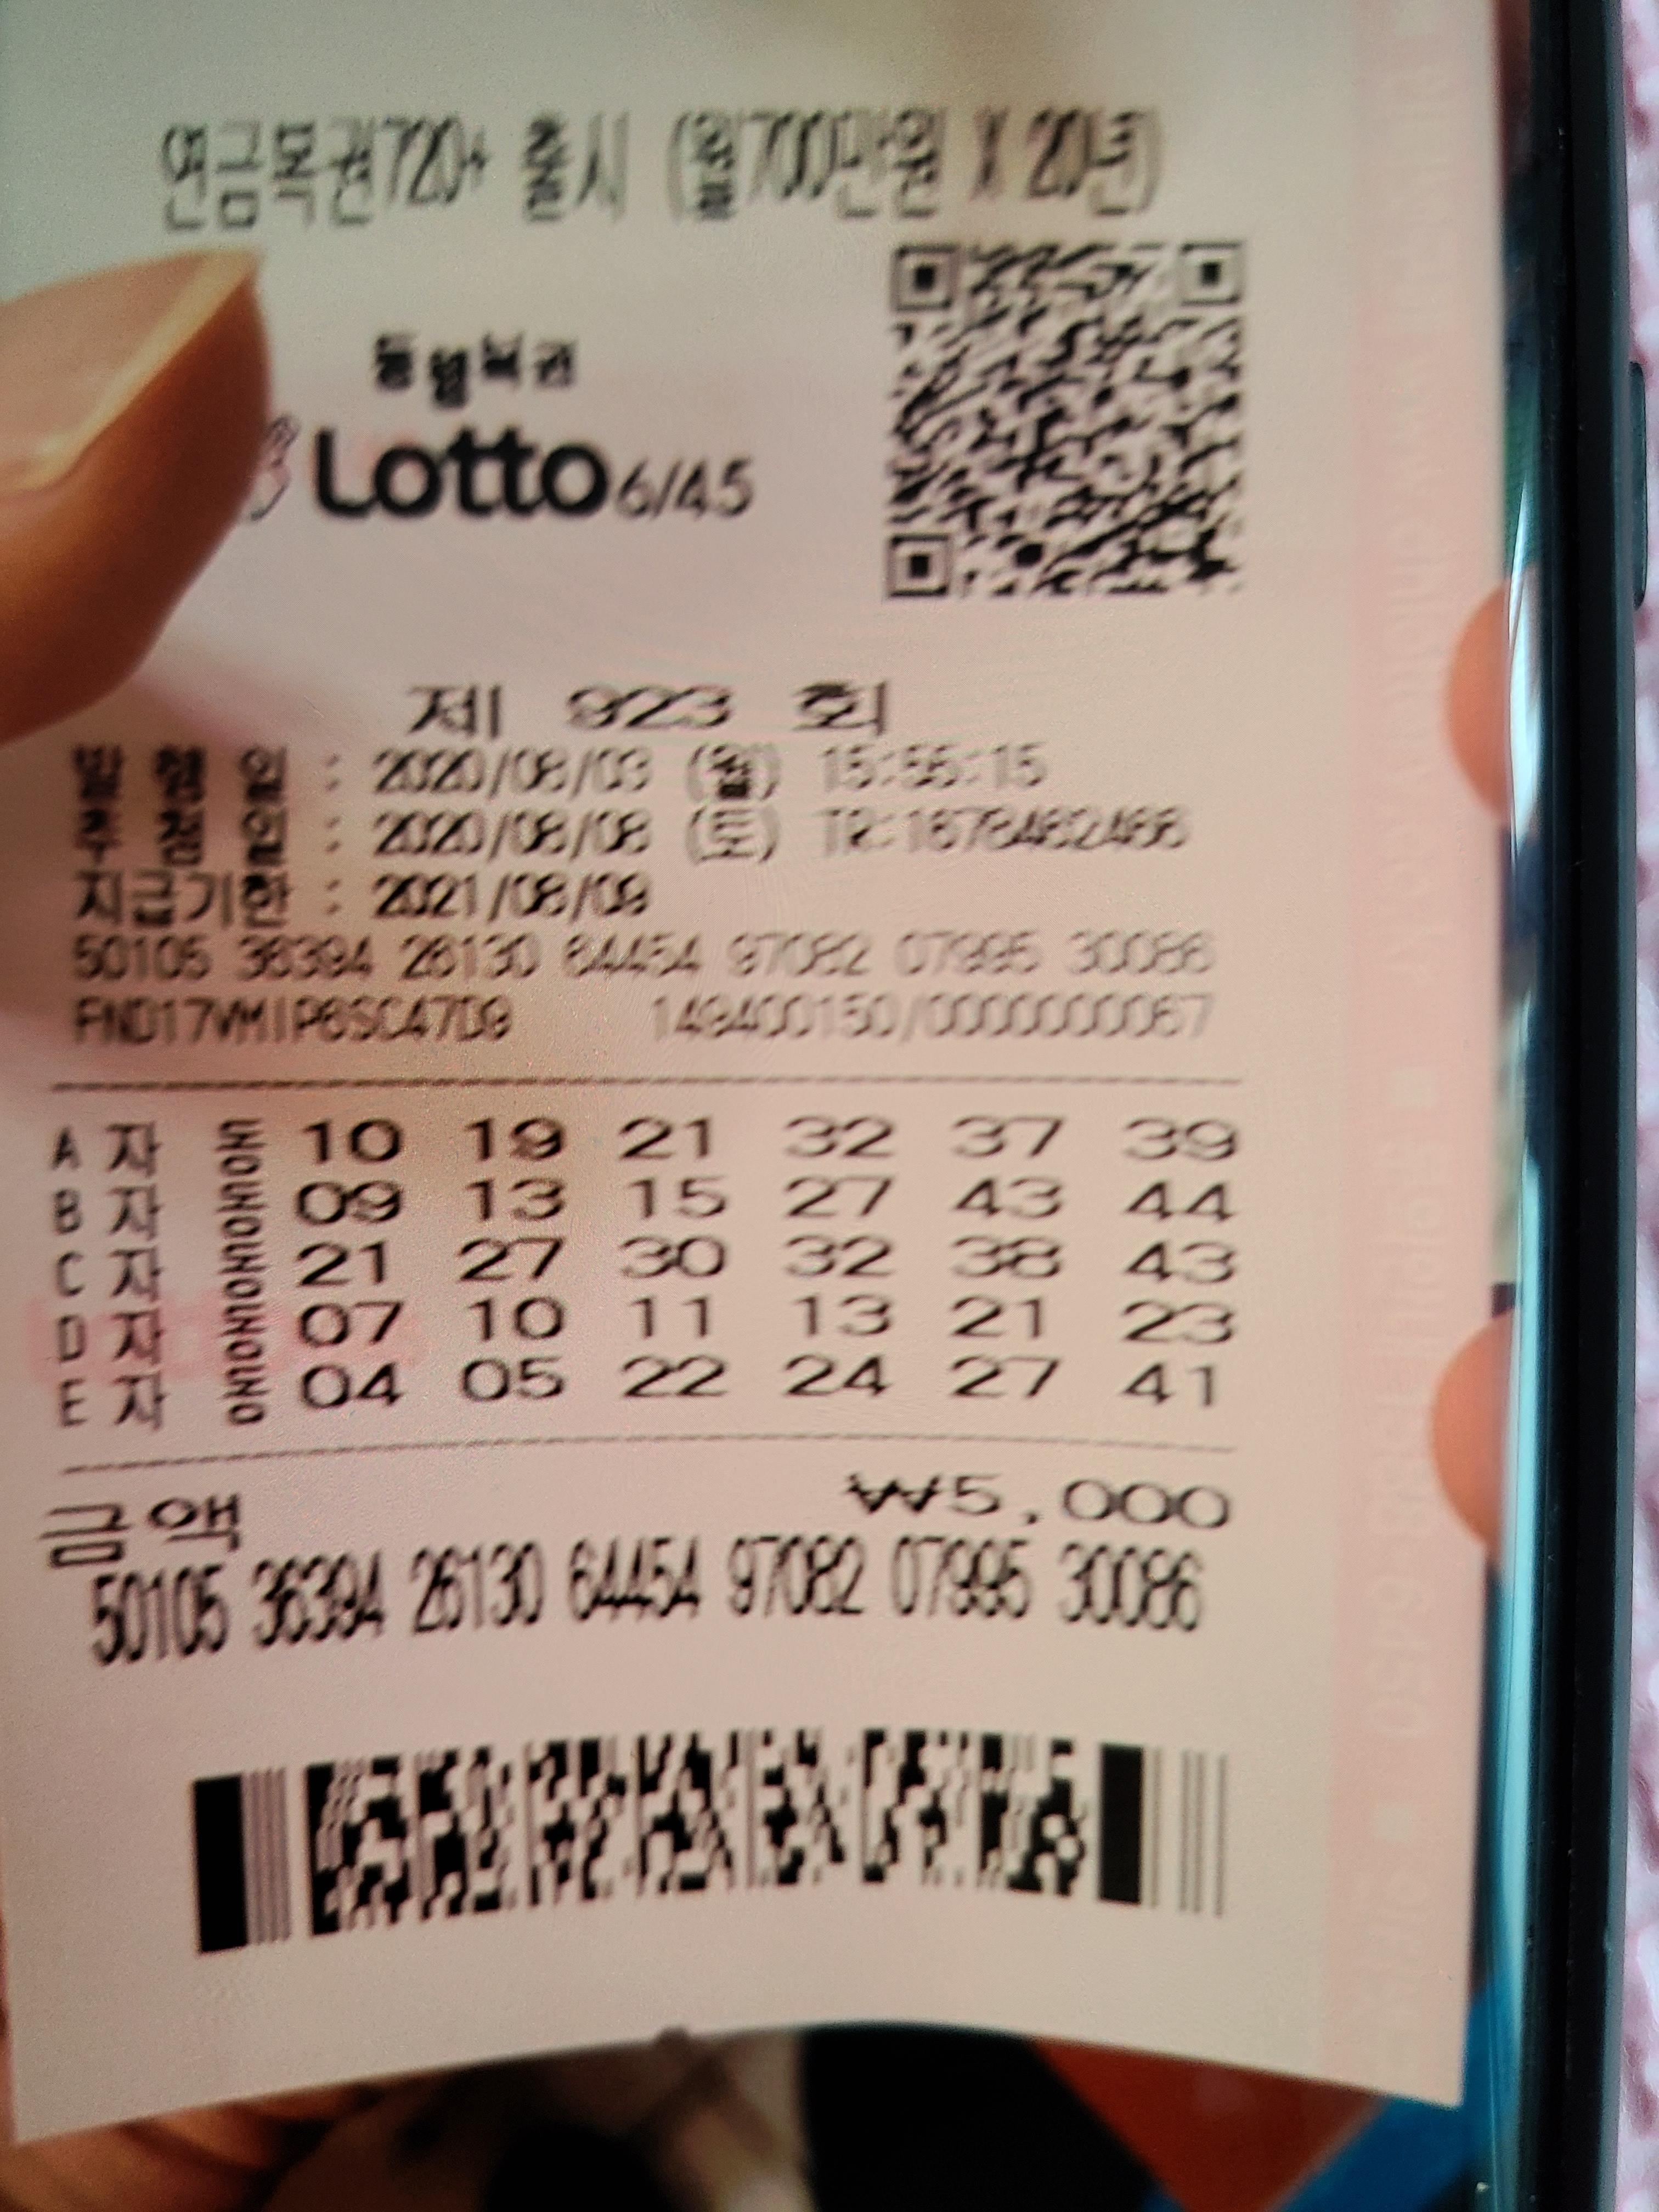 연금복권720+ 출시 (월700만원 X 20년)
동행복권
Lotto 6/45
제 923 회
발 행 일 : 2020/08/03 (월) 15:55:15
추 첨 일 : 2020/08/08 (토) TR:1678462466
지급기한 : 2021/08/09
50105 36394 26130 64454 97082 07995 30086
149400150/0000000067
A 자 동 10 19 21 32 37 39
B 자 동 09 13 15 27 43 44
C 자 동 21 27 30 32 38 43
D 자 동 07 10 11 13 21 23
E 자 동 04 05 22 24 27 41
금액 ₩5,000
50105 36394 26130 64454 97082 07995 30086